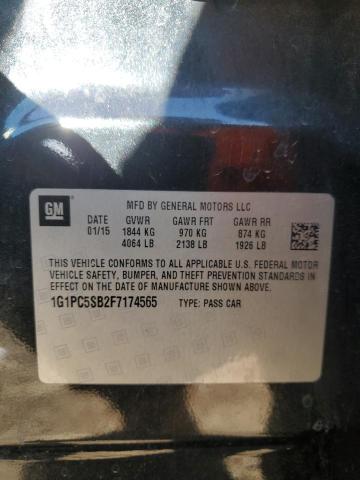 GM
MFD BY GENERAL MOTORS LLC
DATE GVWR GAWR FRT GAWR RR
01/15 1844 KG 970 KG 874 KG
4064 LB 2138 LB 1926 LB
THIS VEHICLE CONFORMS TO ALL APPLICABLE U.S. FEDERAL MOTOR
VEHICLE SAFETY, BUMPER, AND THEFT PREVENTION STANDARDS
IN EFFECT ON THE DATE OF MANUFACTURE SHOWN ABOVE.
1G1PC5SB2F7174565 TYPE: PASS CAR